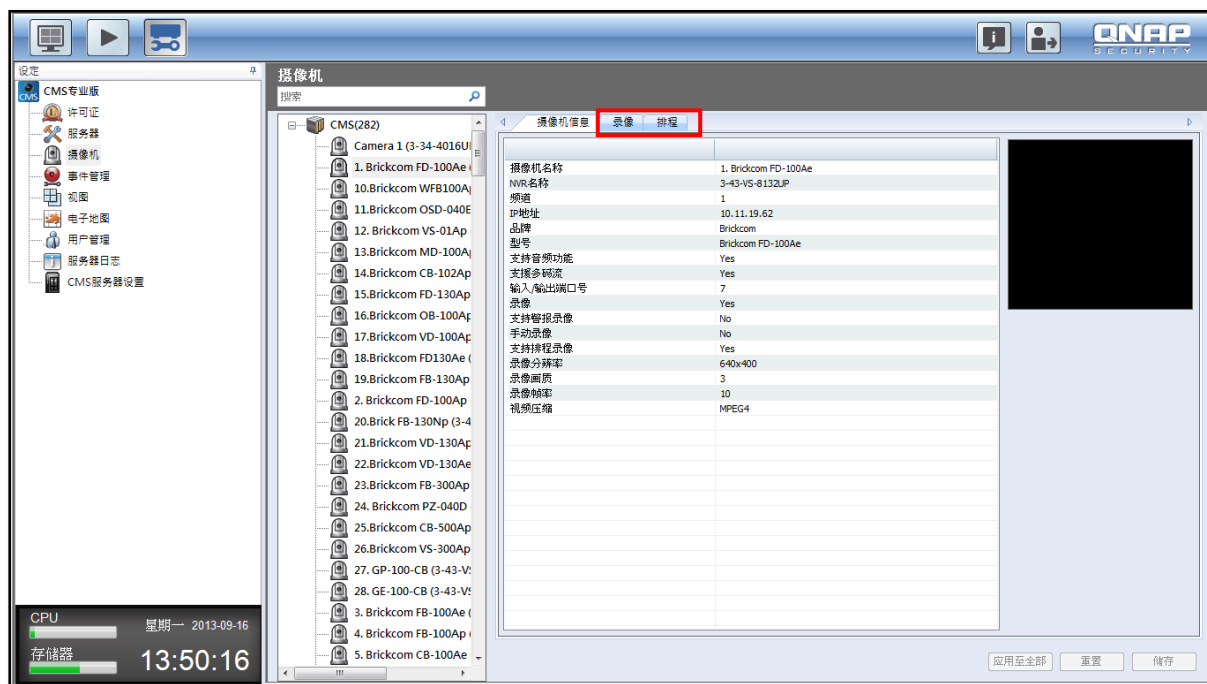 QNAP
SECURITY
设定
CMS专业版
许可证
服务器
摄像机
事件管理
视图
电子地图
用户管理
服务器日志
CMS服务器设置
CPU
存储器
星期一 2013-09-16
13:50:16
摄像机
搜索
CMS(282)
Camera 1 (3-34-4016U
1. Brickcom FD-100Ae (
10.Brickcom WFB100A
11.Brickcom OSD-040E
12. Brickcom VS-01Ap
13.Brickcom MD-100A
14.Brickcom CB-102Ap
15.Brickcom FD-130Ap
16.Brickcom OB-100Ap
17.Brickcom VD-100Ap
18.Brickcom FD130Ae (
19.Brickcom FB-130Ap
2. Brickcom FD-100Ap
20.Brick FB-130Np (3-4
21.Brickcom VD-130Ap
22.Brickcom VD-130Ae
23.Brickcom FB-300Ap
24. Brickcom PZ-040D
25.Brickcom CB-500Ap
26.Brickcom VS-300Ap
27. GP-100-CB (3-43-V
28. GE-100-CB (3-43-VS
3. Brickcom FB-100Ae (
4. Brickcom FB-100Ap (
5. Brickcom CB-100Ae
摄像机信息 录像 排程
摄像机名称 1. Brickcom FD-100Ae
NVR名称 3-43-VS-8132UP
频道 1
IP地址 10.11.19.62
品牌 Brickcom
型号 Brickcom FD-100Ae
支持音频功能 Yes
支援多码流 Yes
输入/输出端口号 7
录像 Yes
支持警报录像 No
手动录像 No
支持排程录像 Yes
录像分辨率 640x400
录像画质 3
录像帧率 10
视频压缩 MPEG4
应用至全部 重置 储存